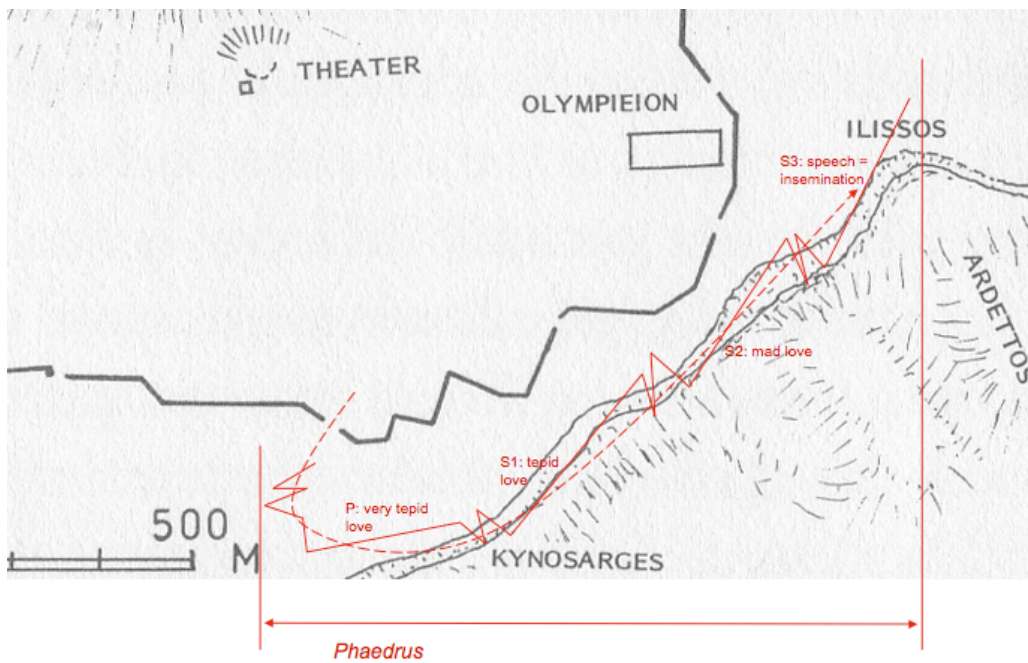 THEATER
OLYMPIEION
ILISSOS
S3: speech =
insemination
ARDETTOS
S2: mad love
S1: tepid
love
P: very tepid
love
500
M
KYNOSARGES
Phaedrus